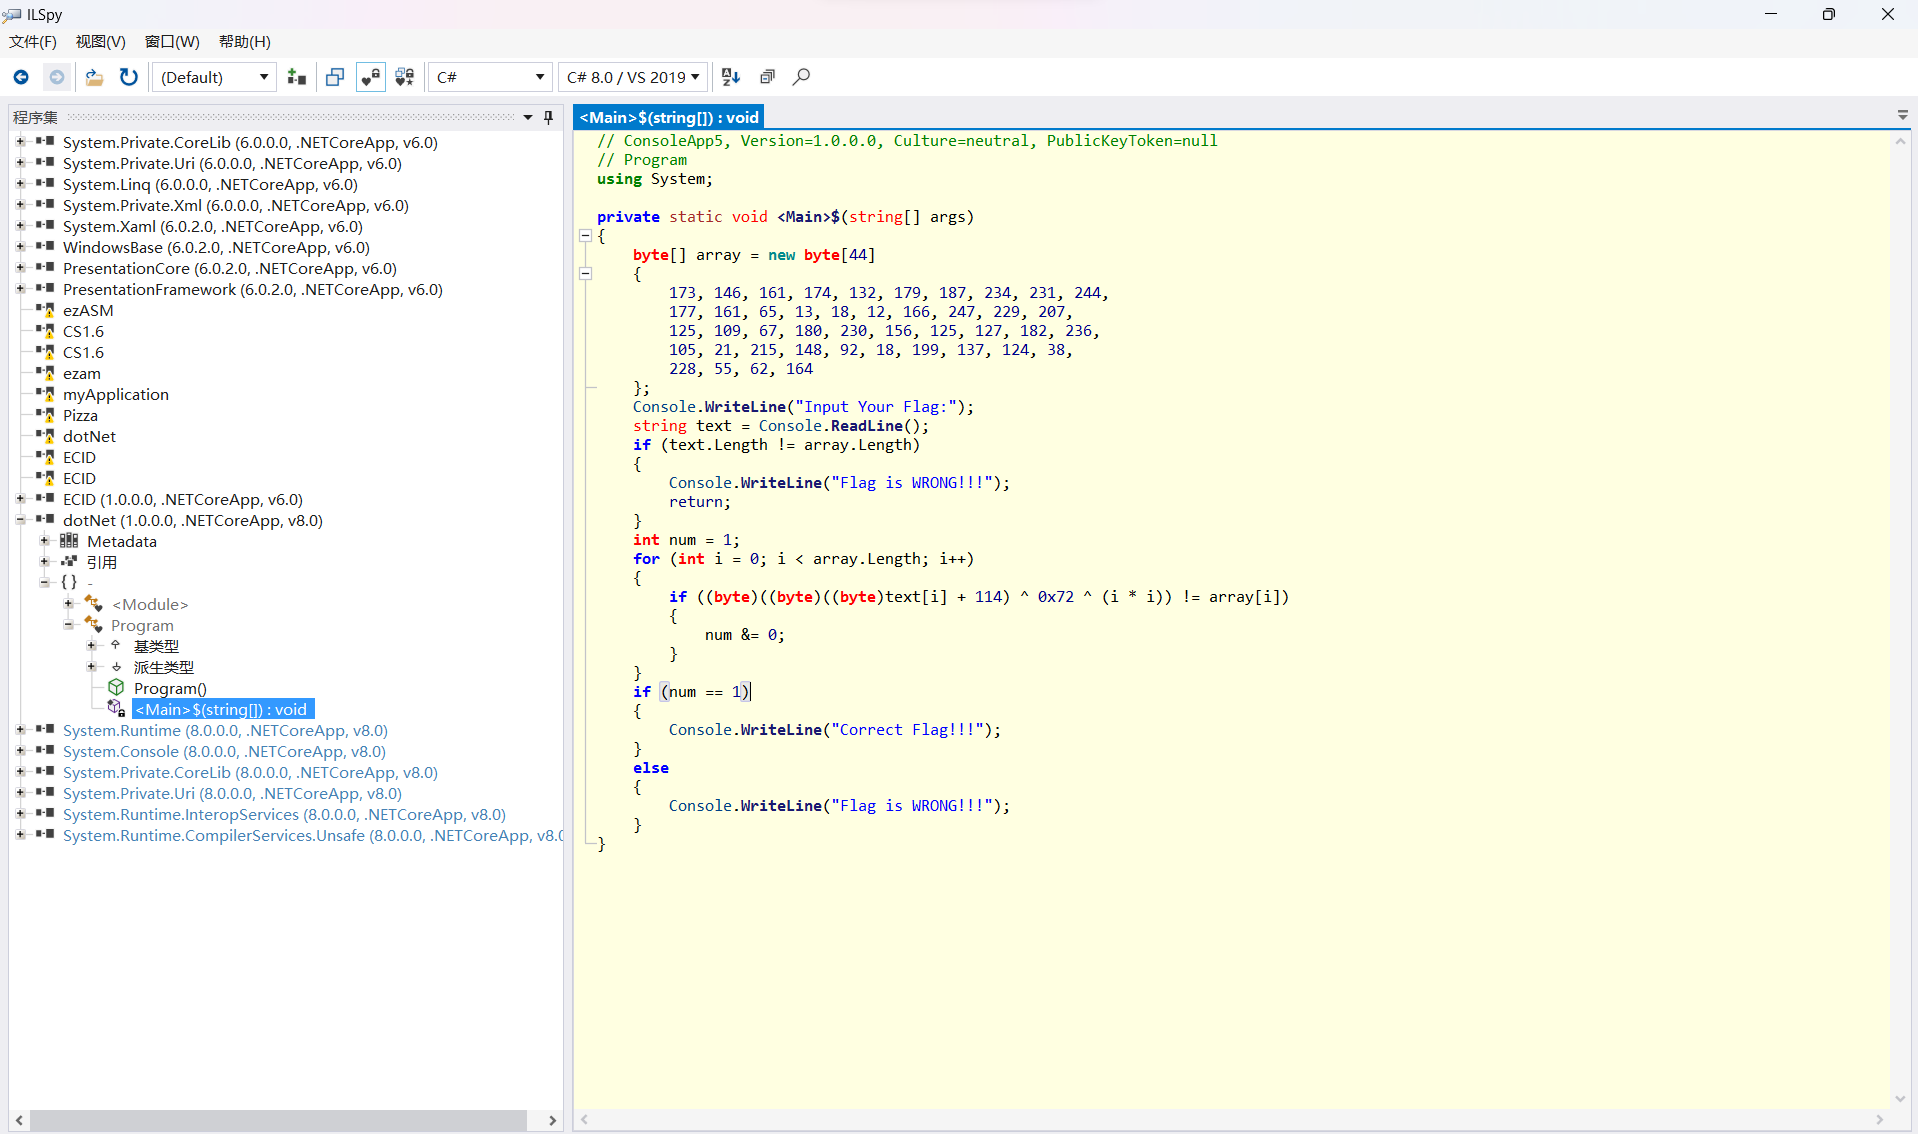 ILSpy
文件(F) 视图(V) 窗口(W) 帮助(H)
(Default) C# C# 8.0 / VS 2019
程序集
System.Private.CoreLib (6.0.0.0, .NETCoreApp, v6.0)
System.Private.Uri (6.0.0.0, .NETCoreApp, v6.0)
System.Linq (6.0.0.0, .NETCoreApp, v6.0)
System.Private.Xml (6.0.0.0, .NETCoreApp, v6.0)
System.Xaml (6.0.2.0, .NETCoreApp, v6.0)
WindowsBase (6.0.2.0, .NETCoreApp, v6.0)
PresentationCore (6.0.2.0, .NETCoreApp, v6.0)
PresentationFramework (6.0.2.0, .NETCoreApp, v6.0)
ezASM
CS1.6
CS1.6
ezam
myApplication
Pizza
dotNet
ECID
ECID
ECID (1.0.0.0, .NETCoreApp, v6.0)
dotNet (1.0.0.0, .NETCoreApp, v8.0)
Metadata
引用
{} -
<Module>
Program
基类型
派生类型
Program()
<Main>$(string[]) : void
System.Runtime (8.0.0.0, .NETCoreApp, v8.0)
System.Console (8.0.0.0, .NETCoreApp, v8.0)
System.Private.CoreLib (8.0.0.0, .NETCoreApp, v8.0)
System.Private.Uri (8.0.0.0, .NETCoreApp, v8.0)
System.Runtime.InteropServices (8.0.0.0, .NETCoreApp, v8.0)
System.Runtime.CompilerServices.Unsafe (8.0.0.0, .NETCoreApp, v8.0
<Main>$(string[]) : void
// ConsoleApp5, Version=1.0.0.0, Culture=neutral, PublicKeyToken=null
// Program
using System;
private static void <Main>$(string[] args)
{
byte[] array = new byte[44]
{
173, 146, 161, 174, 132, 179, 187, 234, 231, 244,
177, 161, 65, 13, 18, 12, 166, 247, 229, 207,
125, 109, 67, 180, 230, 156, 125, 127, 182, 236,
105, 21, 215, 148, 92, 18, 199, 137, 124, 38,
228, 55, 62, 164
};
Console.WriteLine("Input Your Flag:");
string text = Console.ReadLine();
if (text.Length != array.Length)
{
Console.WriteLine("Flag is WRONG!!!");
return;
}
int num = 1;
for (int i = 0; i < array.Length; i++)
{
if ((byte)((byte)((byte)text[i] + 114) ^ 0x72 ^ (i * i)) != array[i])
{
num &= 0;
}
}
if (num == 1)
{
Console.WriteLine("Correct Flag!!!");
}
else
{
Console.WriteLine("Flag is WRONG!!!");
}
}